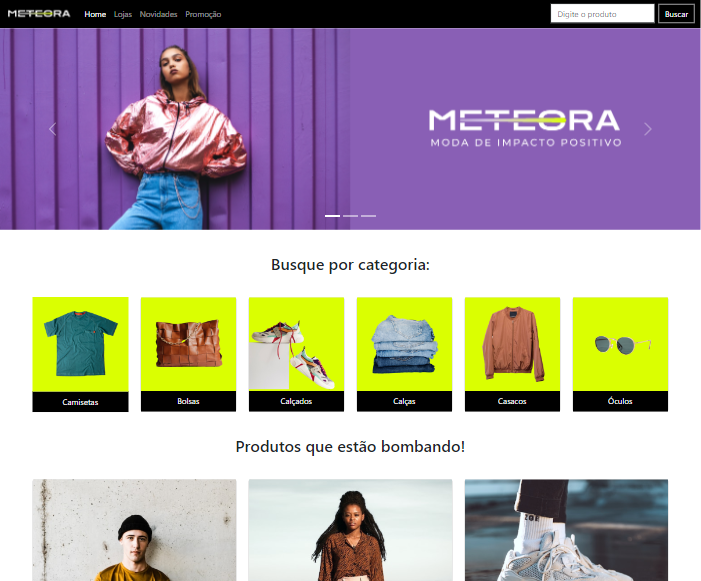 METEORA Home Lojas Novidades Promoção Digite o produto Buscar
METEORA
MODA DE IMPACTO POSITIVO
Busque por categoria:
Camisetas Bolsas Calçados Calças Casacos Óculos
Produtos que estão bombando!